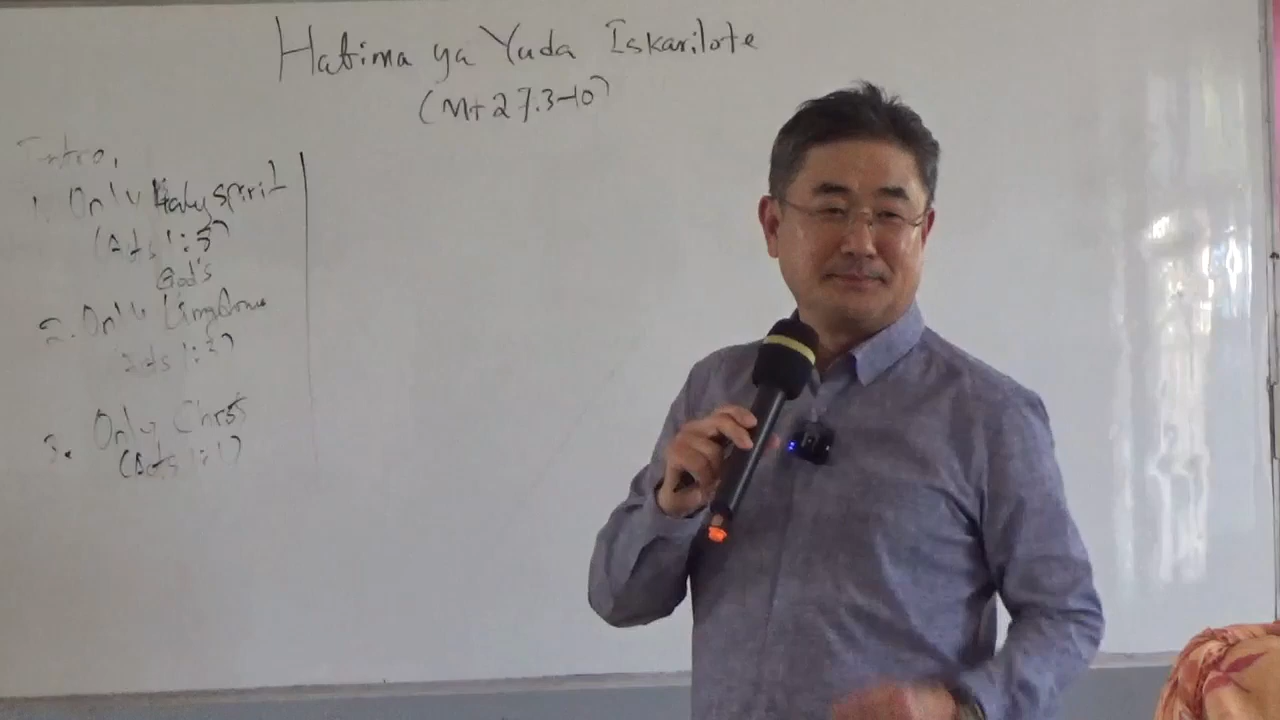 Hatima ya Yuda Iskarilote
(Mt 27.3-10)
Intro,
1. Only Holy spirit
(Acts 1:5)
God's
2. Only kingdom
Acts 1:3)
3. Only Christ
(Acts 1:1)